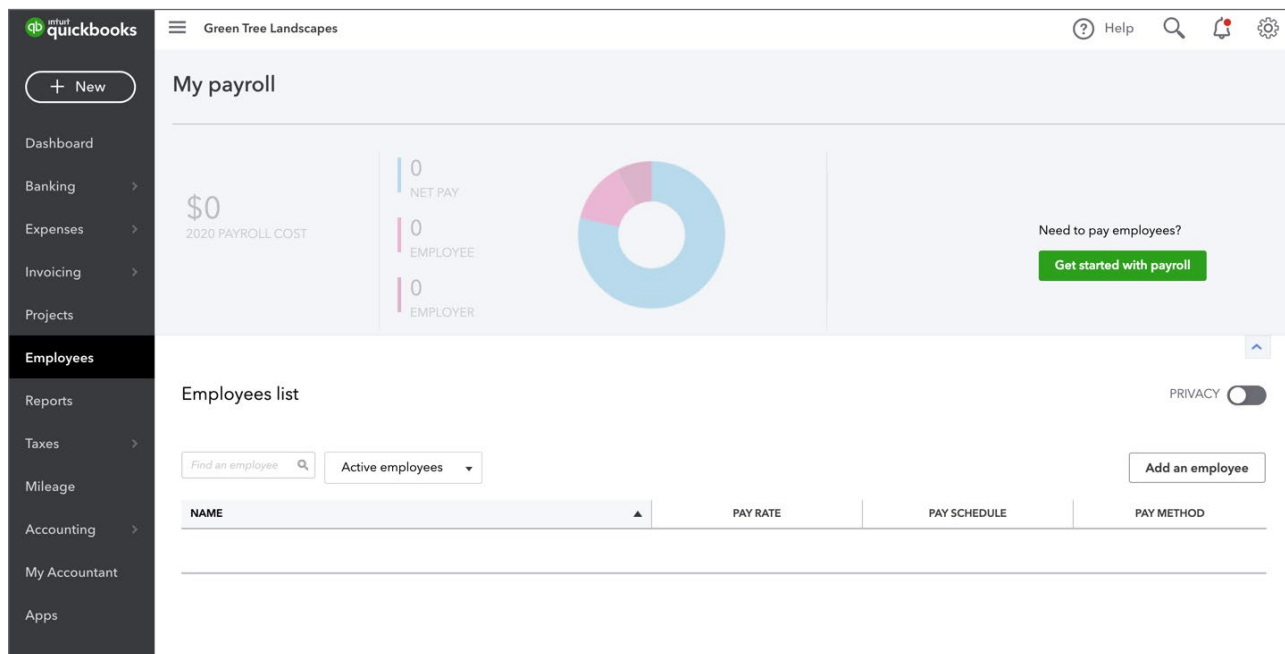 intuit
quickbooks
Green Tree Landscapes
Help
+ New
My payroll
Dashboard
Banking
Expenses
Invoicing
Projects
Employees
Reports
Taxes
Mileage
Accounting
My Accountant
Apps
$0
2020 PAYROLL COST
0
NET PAY
0
EMPLOYEE
0
EMPLOYER
Need to pay employees?
Get started with payroll
Employees list
PRIVACY
Find an employee
Active employees
Add an employee
NAME PAY RATE PAY SCHEDULE PAY METHOD